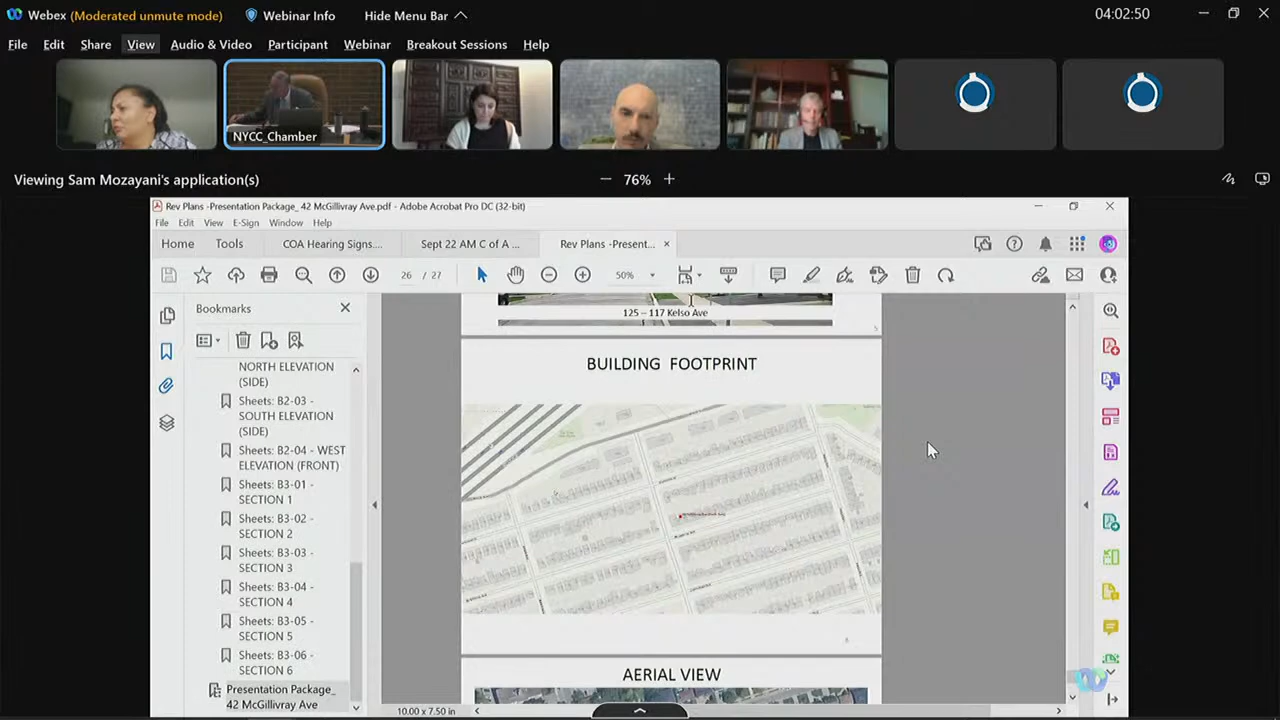 Webex (Moderated unmute mode) Webinar Info Hide Menu Bar 04:02:50
File Edit Share View Audio & Video Participant Webinar Breakout Sessions Help
NYCC_Chamber
Viewing Sam Mozayani's application(s) 76%
Rev Plans -Presentation Package_ 42 McGillivray Ave.pdf - Adobe Acrobat Pro DC (32-bit)
File Edit View E-Sign Window Help
Home Tools COA Hearing Signs.... Sept 22 AM C of A ... Rev Plans -Present...
26 / 27 50%
Bookmarks
NORTH ELEVATION
(SIDE)
Sheets: B2-03 -
SOUTH ELEVATION
(SIDE)
Sheets: B2-04 - WEST
ELEVATION (FRONT)
Sheets: B3-01 -
SECTION 1
Sheets: B3-02 -
SECTION 2
Sheets: B3-03 -
SECTION 3
Sheets: B3-04 -
SECTION 4
Sheets: B3-05 -
SECTION 5
Sheets: B3-06 -
SECTION 6
Presentation Package_
42 McGillivray Ave
125 – 117 Kelso Ave
5
BUILDING FOOTPRINT
6
AERIAL VIEW
10.00 x 7.50 in